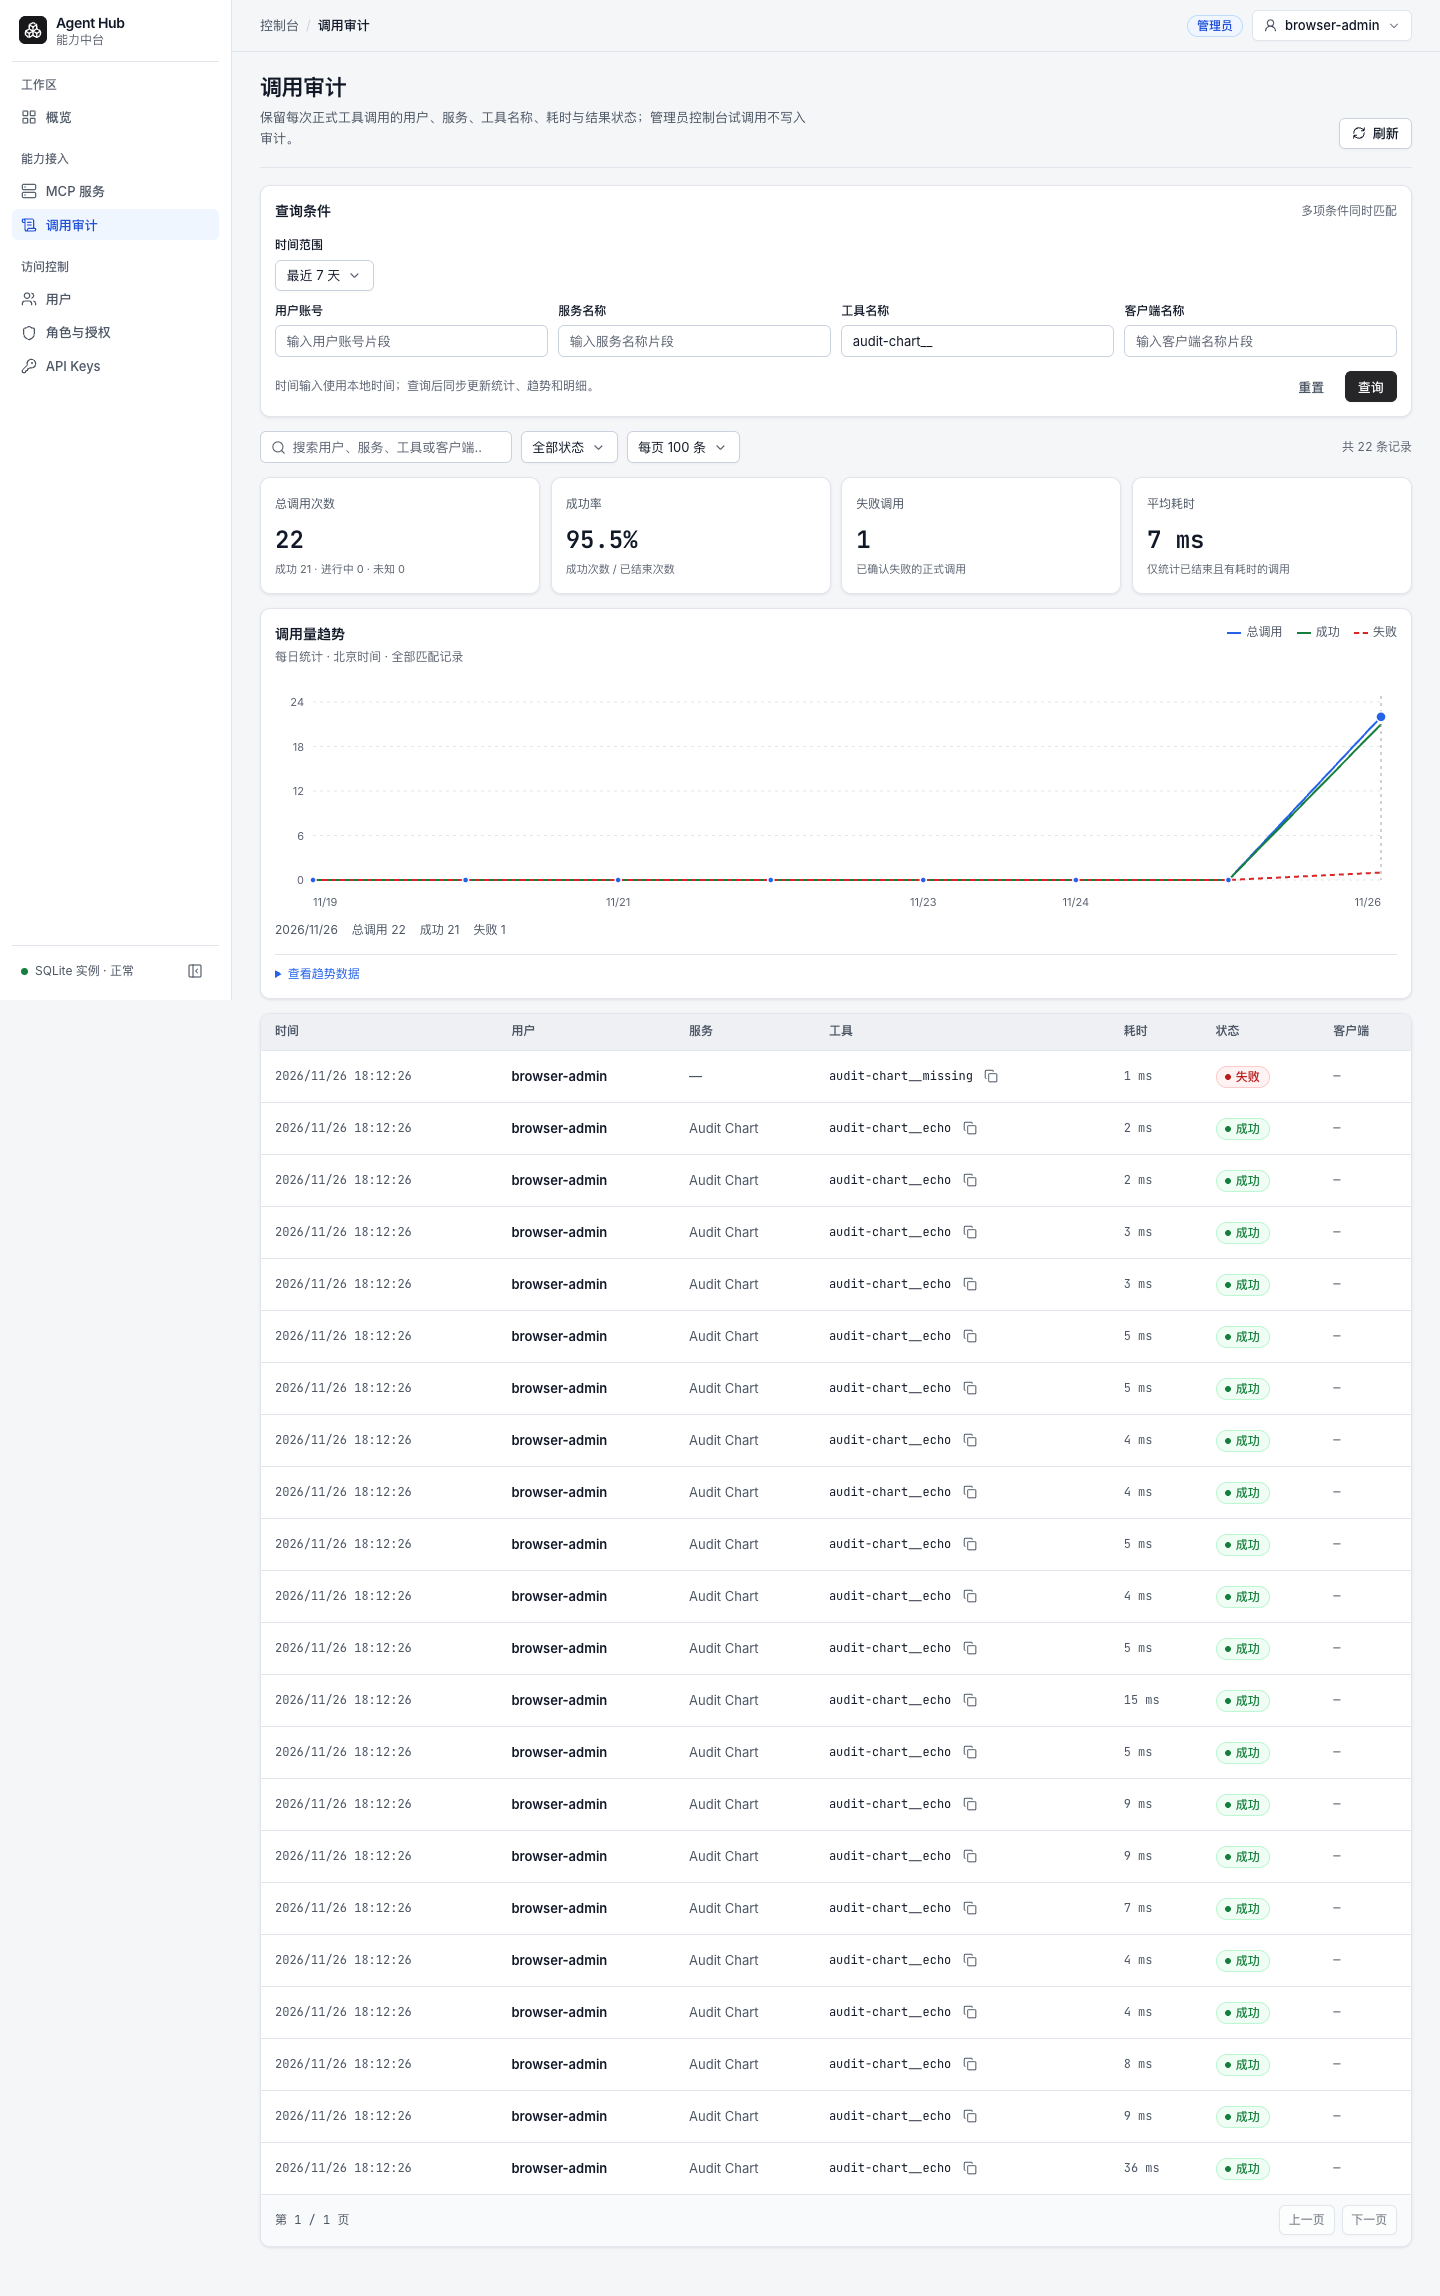 Agent Hub
能力中台
工作区
概览
能力接入
MCP 服务
调用审计
访问控制
用户
角色与授权
API Keys
SQLite 实例 · 正常
控制台 / 调用审计
管理员
browser-admin
调用审计
保留每次正式工具调用的用户、服务、工具名称、耗时与结果状态；管理员控制台试调用不写入
审计。
刷新
查询条件
多项条件同时匹配
时间范围
最近 7 天
用户账号 服务名称 工具名称 客户端名称
输入用户账号片段 输入服务名称片段 audit-chart__ 输入客户端名称片段
时间输入使用本地时间；查询后同步更新统计、趋势和明细。
重置 查询
搜索用户、服务、工具或客户端.. 全部状态 每页 100 条 共 22 条记录
总调用次数 成功率 失败调用 平均耗时
22 95.5% 1 7 ms
成功 21 · 进行中 0 · 未知 0 成功次数 / 已结束次数 已确认失败的正式调用 仅统计已结束且有耗时的调用
调用量趋势
总调用 成功 失败
每日统计 · 北京时间 · 全部匹配记录
24
18
12
6
0
11/19 11/21 11/23 11/24 11/26
2026/11/26 总调用 22 成功 21 失败 1
查看趋势数据
时间 用户 服务 工具 耗时 状态 客户端
2026/11/26 18:12:26 browser-admin — audit-chart__missing 1 ms 失败 —
2026/11/26 18:12:26 browser-admin Audit Chart audit-chart__echo 2 ms 成功 —
2026/11/26 18:12:26 browser-admin Audit Chart audit-chart__echo 2 ms 成功 —
2026/11/26 18:12:26 browser-admin Audit Chart audit-chart__echo 3 ms 成功 —
2026/11/26 18:12:26 browser-admin Audit Chart audit-chart__echo 3 ms 成功 —
2026/11/26 18:12:26 browser-admin Audit Chart audit-chart__echo 5 ms 成功 —
2026/11/26 18:12:26 browser-admin Audit Chart audit-chart__echo 5 ms 成功 —
2026/11/26 18:12:26 browser-admin Audit Chart audit-chart__echo 4 ms 成功 —
2026/11/26 18:12:26 browser-admin Audit Chart audit-chart__echo 4 ms 成功 —
2026/11/26 18:12:26 browser-admin Audit Chart audit-chart__echo 5 ms 成功 —
2026/11/26 18:12:26 browser-admin Audit Chart audit-chart__echo 4 ms 成功 —
2026/11/26 18:12:26 browser-admin Audit Chart audit-chart__echo 5 ms 成功 —
2026/11/26 18:12:26 browser-admin Audit Chart audit-chart__echo 15 ms 成功 —
2026/11/26 18:12:26 browser-admin Audit Chart audit-chart__echo 5 ms 成功 —
2026/11/26 18:12:26 browser-admin Audit Chart audit-chart__echo 9 ms 成功 —
2026/11/26 18:12:26 browser-admin Audit Chart audit-chart__echo 9 ms 成功 —
2026/11/26 18:12:26 browser-admin Audit Chart audit-chart__echo 7 ms 成功 —
2026/11/26 18:12:26 browser-admin Audit Chart audit-chart__echo 4 ms 成功 —
2026/11/26 18:12:26 browser-admin Audit Chart audit-chart__echo 4 ms 成功 —
2026/11/26 18:12:26 browser-admin Audit Chart audit-chart__echo 8 ms 成功 —
2026/11/26 18:12:26 browser-admin Audit Chart audit-chart__echo 9 ms 成功 —
2026/11/26 18:12:26 browser-admin Audit Chart audit-chart__echo 36 ms 成功 —
第 1 / 1 页 上一页 下一页